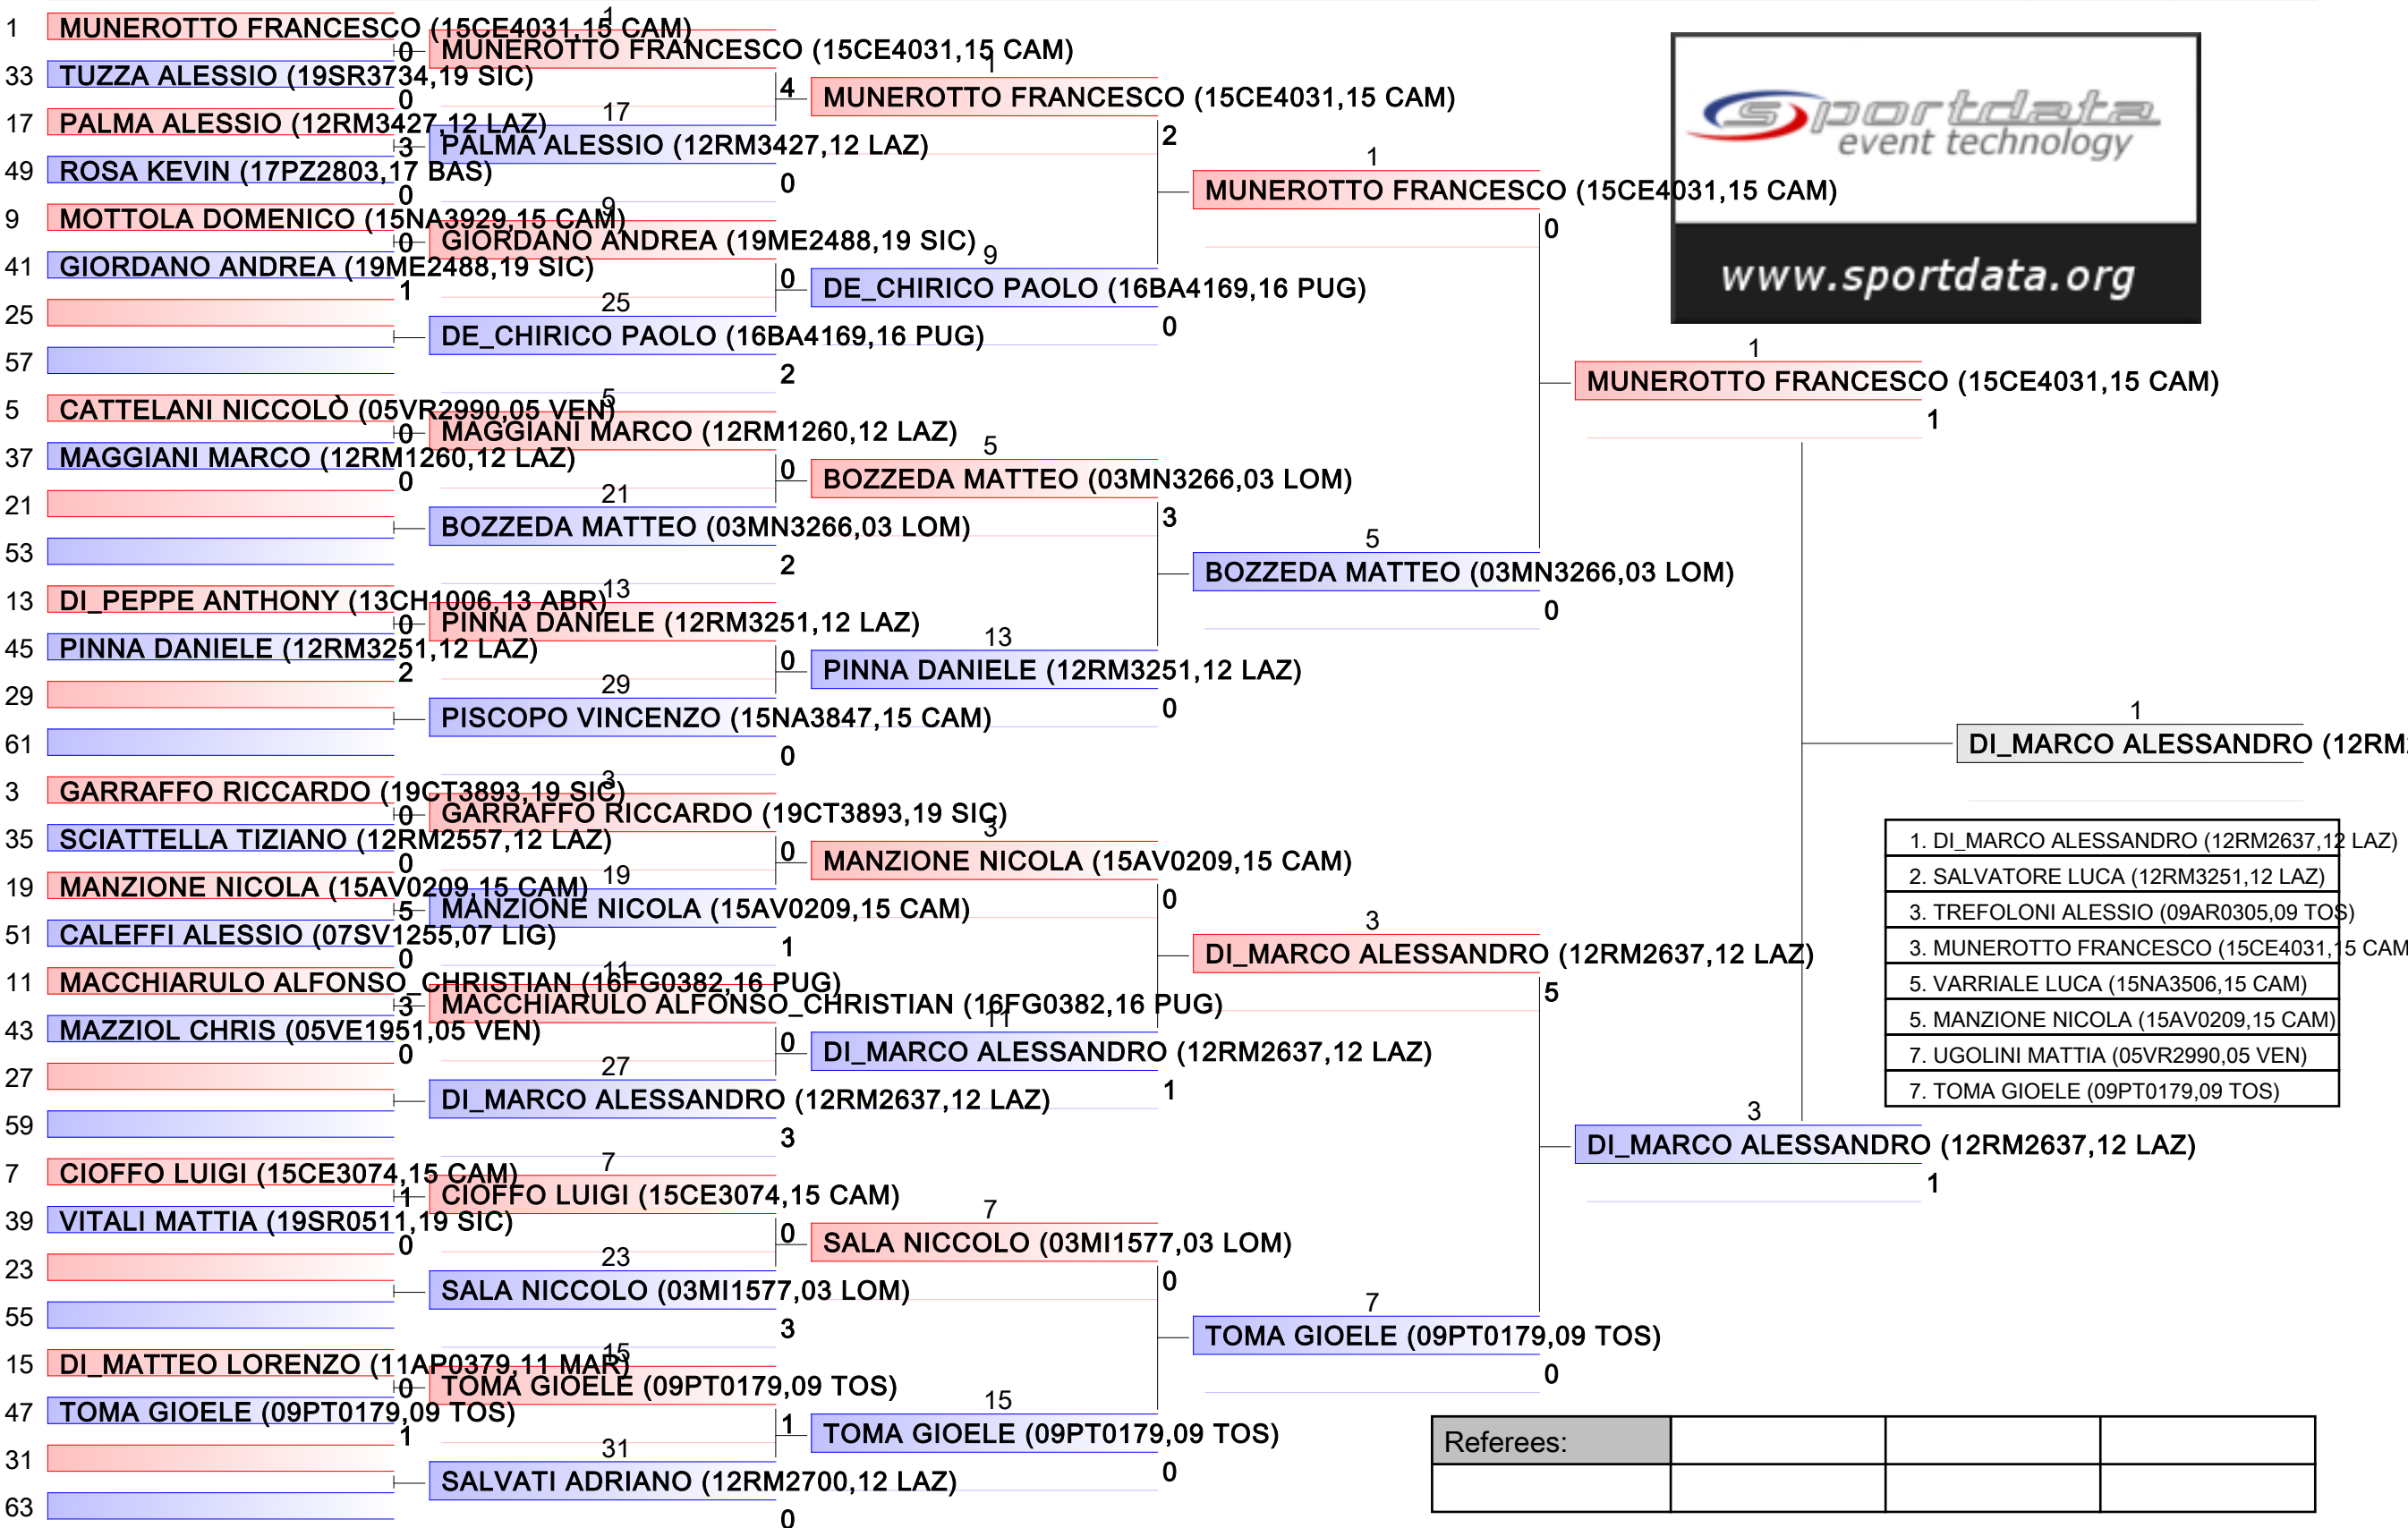 1 MUNEROTTO FRANCESCO (15CE4031,15 CAM)
0
33 TUZZA ALESSIO (19SR3734,19 SIC)
0
17 PALMA ALESSIO (12RM3427,12 LAZ)
3
49 ROSA KEVIN (17PZ2803,17 BAS)
0
9 MOTTOLA DOMENICO (15NA3929,15 CAM)
0
41 GIORDANO ANDREA (19ME2488,19 SIC)
1
25
57
5 CATTELANI NICCOLÒ (05VR2990,05 VEN)
0
37 MAGGIANI MARCO (12RM1260,12 LAZ)
0
21
53
13 DI_PEPPE ANTHONY (13CH1006,13 ABR)
0
45 PINNA DANIELE (12RM3251,12 LAZ)
2
29
61
3 GARRAFFO RICCARDO (19CT3893,19 SIC)
0
35 SCIATTELLA TIZIANO (12RM2557,12 LAZ)
0
19 MANZIONE NICOLA (15AV0209,15 CAM)
5
51 CALEFFI ALESSIO (07SV1255,07 LIG)
0
11 MACCHIARULO ALFONSO_CHRISTIAN (16FG0382,16 PUG)
3
43 MAZZIOL CHRIS (05VE1951,05 VEN)
0
27
59
7 CIOFFO LUIGI (15CE3074,15 CAM)
1
39 VITALI MATTIA (19SR0511,19 SIC)
0
23
55
15 DI_MATTEO LORENZO (11AP0379,11 MAR)
0
47 TOMA GIOELE (09PT0179,09 TOS)
1
31
63
1
MUNEROTTO FRANCESCO (15CE4031,15 CAM)
4
17
PALMA ALESSIO (12RM3427,12 LAZ)
0
9
GIORDANO ANDREA (19ME2488,19 SIC)
0
25
DE_CHIRICO PAOLO (16BA4169,16 PUG)
2
5
MAGGIANI MARCO (12RM1260,12 LAZ)
0
21
BOZZEDA MATTEO (03MN3266,03 LOM)
2
13
PINNA DANIELE (12RM3251,12 LAZ)
0
29
PISCOPO VINCENZO (15NA3847,15 CAM)
0
3
GARRAFFO RICCARDO (19CT3893,19 SIC)
0
19
MANZIONE NICOLA (15AV0209,15 CAM)
1
11
MACCHIARULO ALFONSO_CHRISTIAN (16FG0382,16 PUG)
0
27
DI_MARCO ALESSANDRO (12RM2637,12 LAZ)
3
7
CIOFFO LUIGI (15CE3074,15 CAM)
0
23
SALA NICCOLO (03MI1577,03 LOM)
3
15
TOMA GIOELE (09PT0179,09 TOS)
1
31
SALVATI ADRIANO (12RM2700,12 LAZ)
0
1
MUNEROTTO FRANCESCO (15CE4031,15 CAM)
2
9
DE_CHIRICO PAOLO (16BA4169,16 PUG)
0
5
BOZZEDA MATTEO (03MN3266,03 LOM)
3
13
PINNA DANIELE (12RM3251,12 LAZ)
0
3
MANZIONE NICOLA (15AV0209,15 CAM)
0
11
DI_MARCO ALESSANDRO (12RM2637,12 LAZ)
1
7
SALA NICCOLO (03MI1577,03 LOM)
0
15
TOMA GIOELE (09PT0179,09 TOS)
0
1
MUNEROTTO FRANCESCO (15CE4031,15 CAM)
0
5
BOZZEDA MATTEO (03MN3266,03 LOM)
0
3
DI_MARCO ALESSANDRO (12RM2637,12 LAZ)
5
7
TOMA GIOELE (09PT0179,09 TOS)
0
1
MUNEROTTO FRANCESCO (15CE4031,15 CAM)
1
3
DI_MARCO ALESSANDRO (12RM2637,12 LAZ)
1
sportdata
event technology
www.sportdata.org
1
DI_MARCO ALESSANDRO (12RM
1. DI_MARCO ALESSANDRO (12RM2637,12 LAZ)
2. SALVATORE LUCA (12RM3251,12 LAZ)
3. TREFOLONI ALESSIO (09AR0305,09 TOS)
3. MUNEROTTO FRANCESCO (15CE4031,15 CAM
5. VARRIALE LUCA (15NA3506,15 CAM)
5. MANZIONE NICOLA (15AV0209,15 CAM)
7. UGOLINI MATTIA (05VR2990,05 VEN)
7. TOMA GIOELE (09PT0179,09 TOS)
Referees: